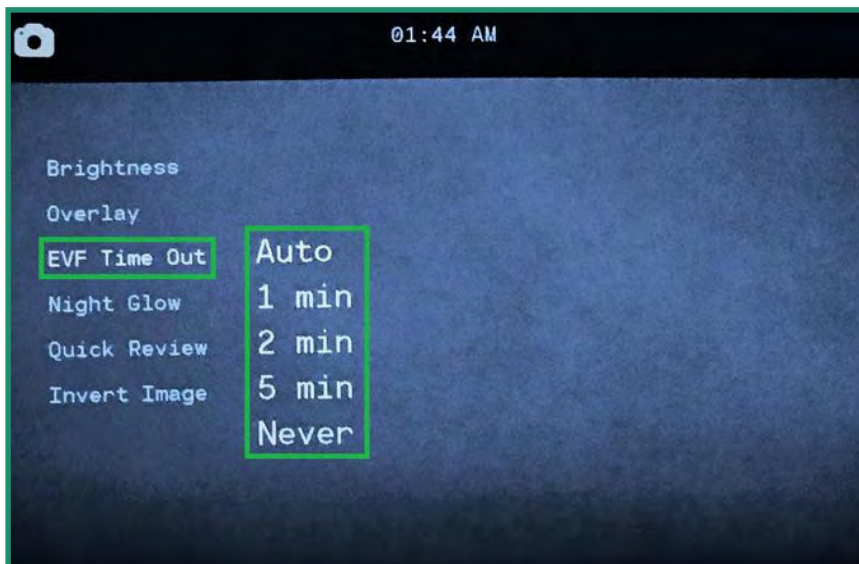 01:44 AM
Brightness
Overlay
EVF Time Out
Night Glow
Quick Review
Invert Image
Auto
1 min
2 min
5 min
Never